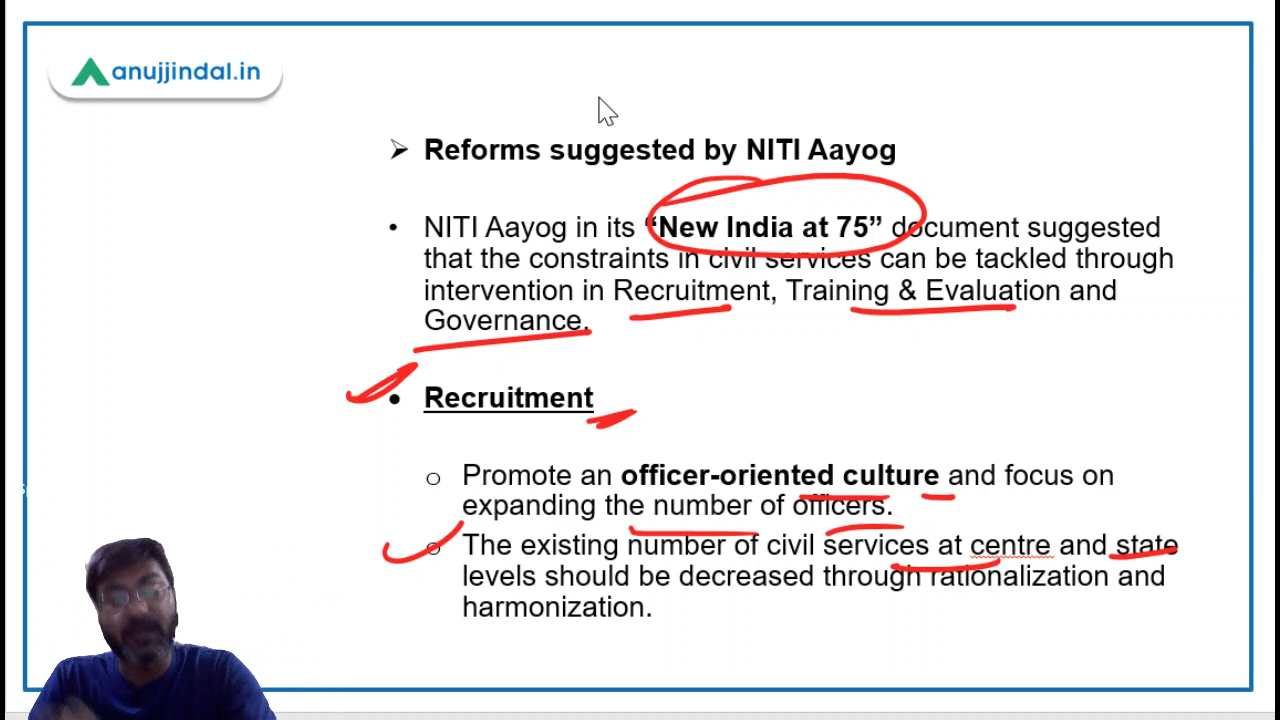 anujjindal.in
➢ Reforms suggested by NITI Aayog
• NITI Aayog in its “New India at 75” document suggested
that the constraints in civil services can be tackled through
intervention in Recruitment, Training & Evaluation and
Governance.
• Recruitment
o Promote an officer-oriented culture and focus on
expanding the number of officers.
o The existing number of civil services at centre and state
levels should be decreased through rationalization and
harmonization.